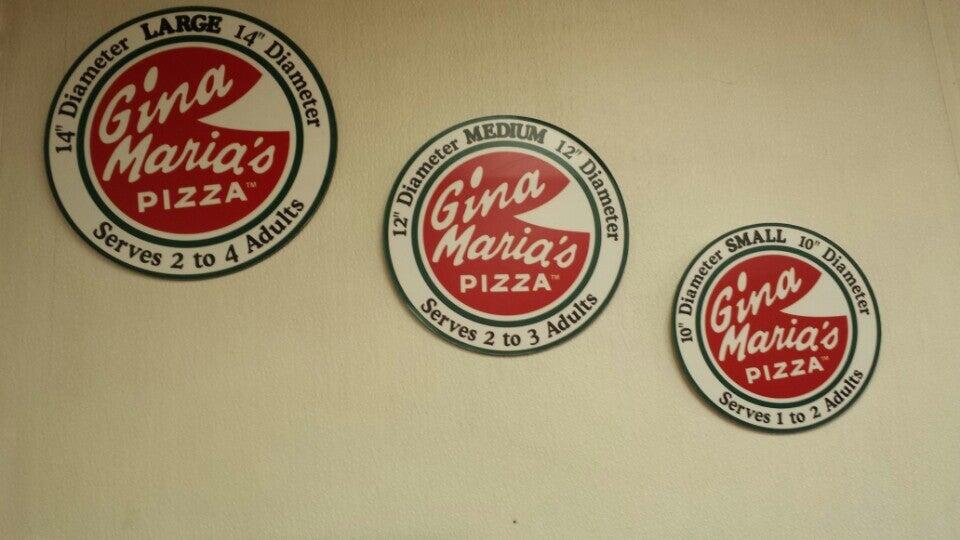 14" Diameter LARGE 14" Diameter
Gina
Maria's
PIZZA™
Serves 2 to 4 Adults
12" Diameter MEDIUM 12" Diameter
Gina
Maria's
PIZZA™
Serves 2 to 3 Adults
10" Diameter SMALL 10" Diameter
Gina
Maria's
PIZZA™
Serves 1 to 2 Adults